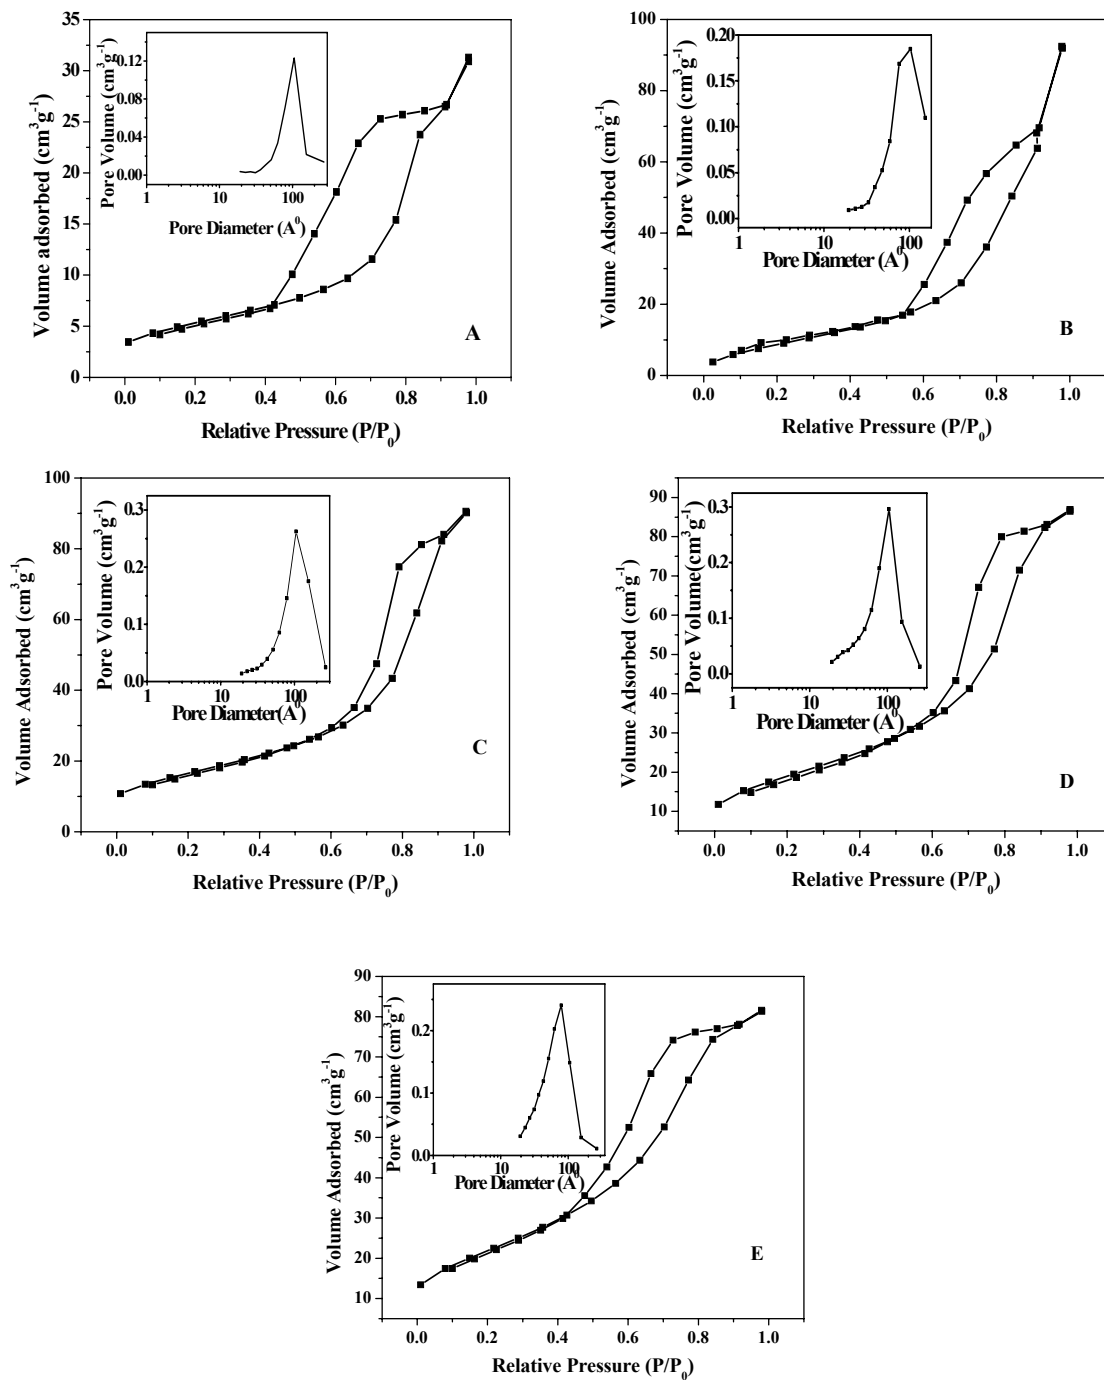 35
30
25
20
15
10
5
0
Volume adsorbed (cm³g⁻¹)
0.12
0.08
0.04
0.00
Pore Volume (cm³g⁻¹)
1 10 100
Pore Diameter (A⁰)
A
0.0 0.2 0.4 0.6 0.8 1.0
Relative Pressure (P/P₀)
100
80
60
40
20
0
Volume Adsorbed (cm³g⁻¹)
0.20
0.15
0.10
0.05
0.00
Pore Volume (cm³g⁻¹)
1 10 100
Pore Diameter (A⁰)
B
0.0 0.2 0.4 0.6 0.8 1.0
Relative Pressure (P/P₀)
100
80
60
40
20
0
Volume Adsorbed (cm³g⁻¹)
0.3
0.2
0.1
0.0
Pore Volume (cm³g⁻¹)
1 10 100
Pore Diameter(A⁰)
C
0.0 0.2 0.4 0.6 0.8 1.0
Relative Pressure (P/P₀)
90
80
70
60
50
40
30
20
10
Volume Adsorbed (cm³g⁻¹)
0.3
0.2
0.1
0.0
Pore Volume(cm³g⁻¹)
1 10 100
Pore Diameter (A⁰)
D
0.0 0.2 0.4 0.6 0.8 1.0
Relative Pressure (P/P₀)
90
80
70
60
50
40
30
20
10
Volume Adsorbed (cm³g⁻¹)
0.2
0.1
0.0
Pore Volume (cm³g⁻¹)
1 10 100
Pore Diameter (A⁰)
E
0.0 0.2 0.4 0.6 0.8 1.0
Relative Pressure (P/P₀)